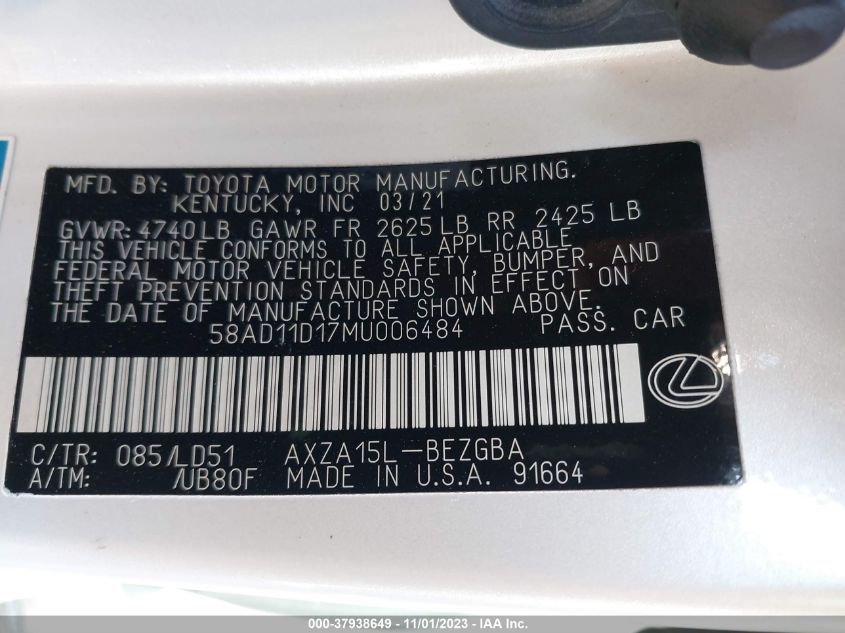 MFD. BY: TOYOTA MOTOR MANUFACTURING.
KENTUCKY, INC 03/21
GVWR: 4740LB GAWR FR 2625LB RR 2425 LB
THIS VEHICLE CONFORMS TO ALL APPLICABLE
FEDERAL MOTOR VEHICLE SAFETY, BUMPER, AND
THEFT PREVENTION STANDARDS IN EFFECT ON
THE DATE OF MANUFACTURE SHOWN ABOVE.
58AD11D17MU006484 PASS. CAR
C/TR: 085/LD51 AXZA15L-BEZGBA
A/TM: /UB80F MADE IN U.S.A. 91664
000-37938649 - 11/01/2023 - IAA Inc.